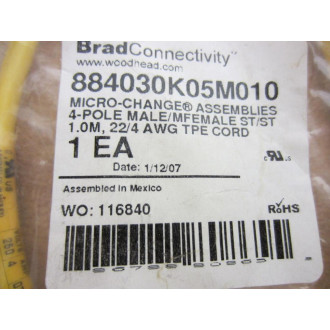 BradConnectivity™
www.woodhead.com
884030K05M010
MICRO-CHANGE® ASSEMBLIES
4-POLE MALE/MFEMALE ST/ST
1.0M, 22/4 AWG TPE CORD
1 EA
Date: 1/12/07
Assembled in Mexico
WO: 116840
RoHS